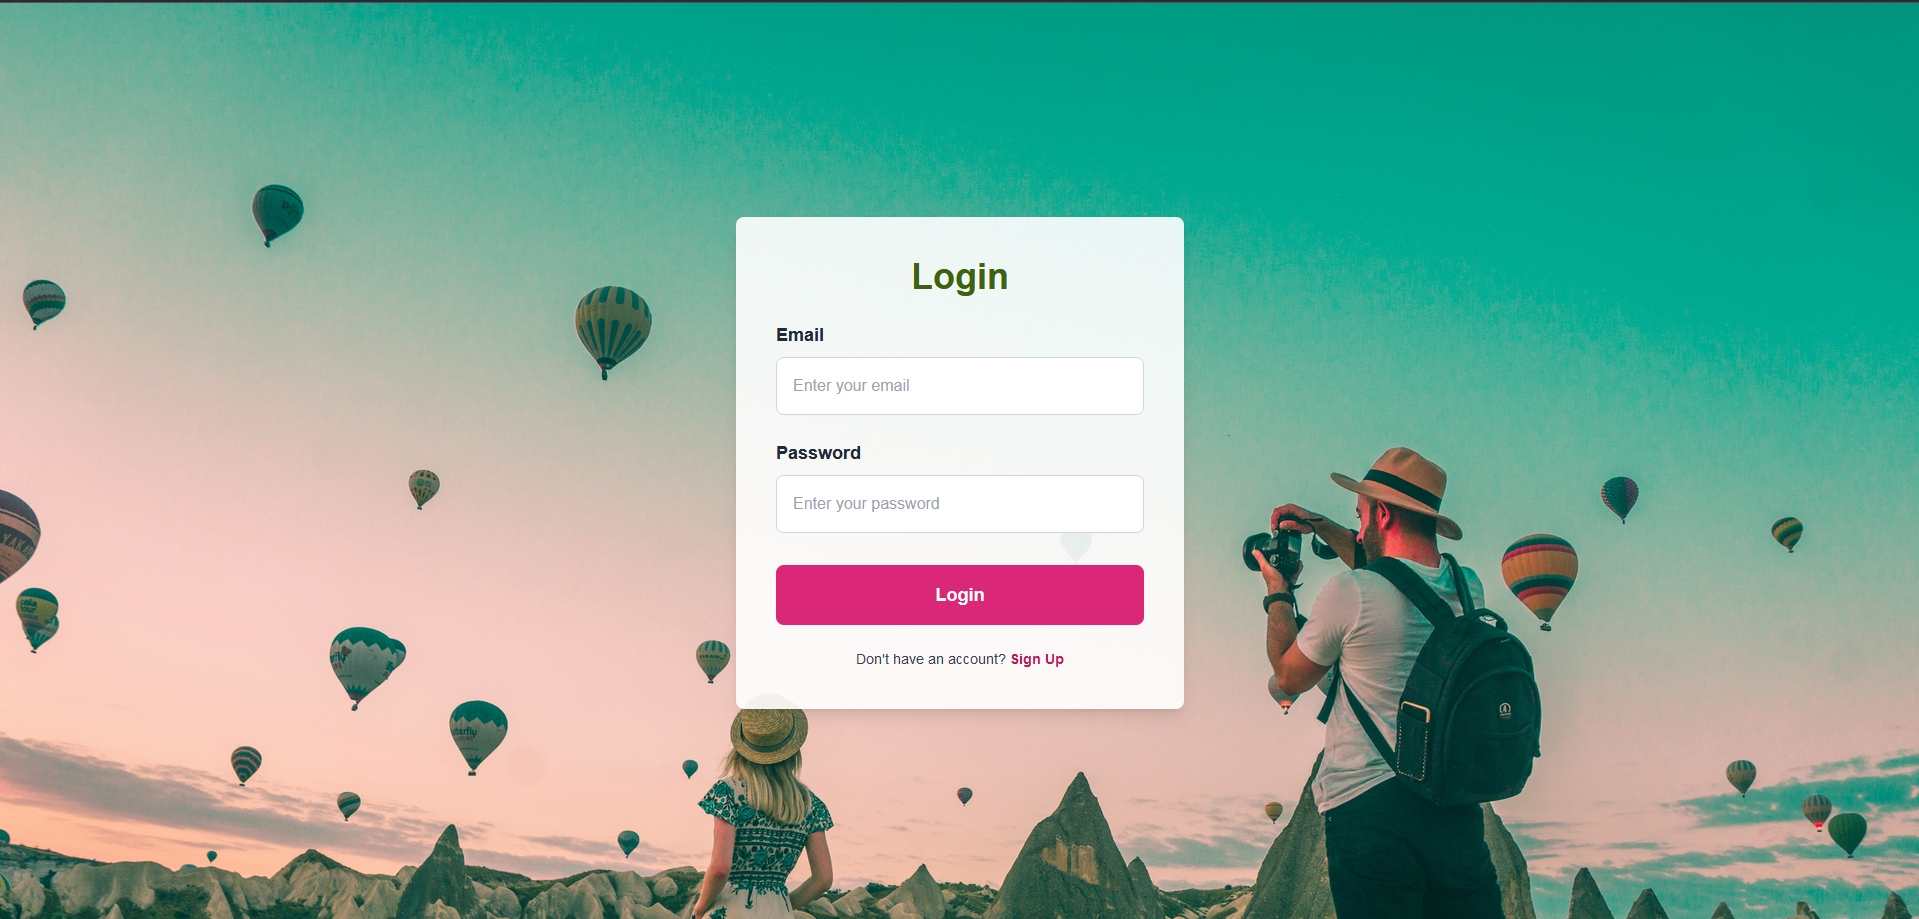 Login
Email
Enter your email
Password
Enter your password
Login
Don't have an account? Sign Up